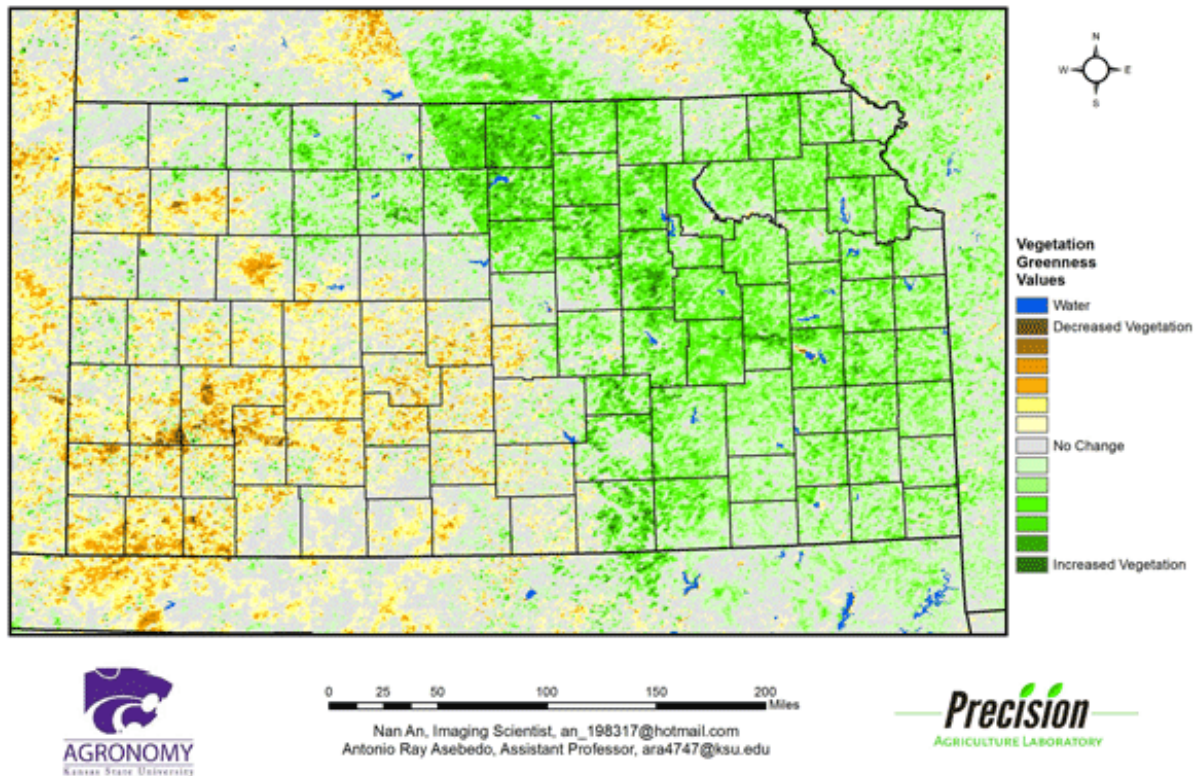 N
W E
S
Vegetation
Greenness
Values
Water
Decreased Vegetation
No Change
Increased Vegetation
0 25 50 100 150 200
Miles
Nan An, Imaging Scientist, an_198317@hotmail.com
Antonio Ray Asebedo, Assistant Professor, ara4747@ksu.edu
AGRONOMY
Kansas State University
Precision
AGRICULTURE LABORATORY